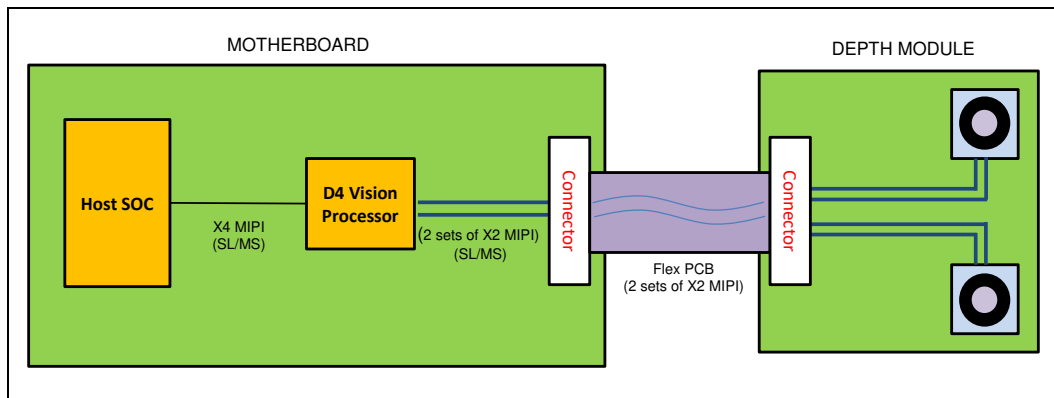 MOTHERBOARD
DEPTH MODULE
Host SOC
X4 MIPI
(SL/MS)
D4 Vision
Processor
(2 sets of X2 MIPI)
(SL/MS)
Connector
Flex PCB
(2 sets of X2 MIPI)
Connector